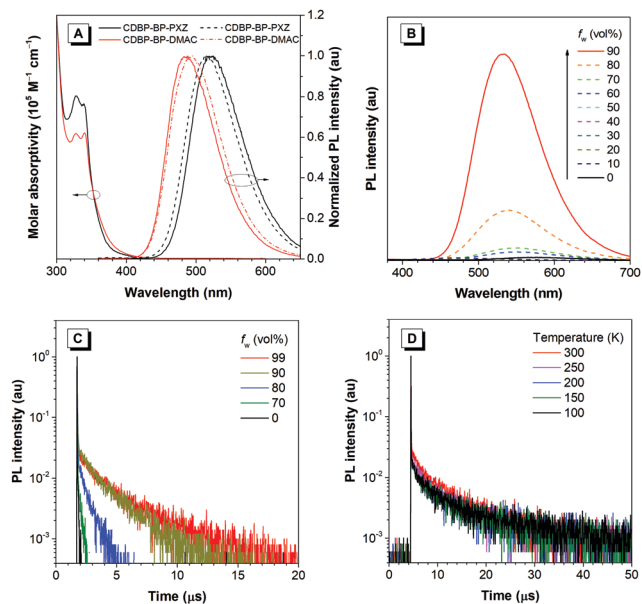 A
CDBP-BP-PXZ
CDBP-BP-PXZ
CDBP-BP-DMAC
CDBP-BP-DMAC
Molar absorptivity (10⁵ M⁻¹ cm⁻¹)
1.4
1.2
1.0
0.8
0.6
0.4
0.2
0.0
Normalized PL intensity (au)
300
400
500
600
Wavelength (nm)
B
fw (vol%)
90
80
70
60
50
40
30
20
10
0
PL intensity (au)
400
500
600
700
Wavelength (nm)
C
fw (vol%)
99
90
80
70
0
PL intensity (au)
10⁰
10⁻¹
10⁻²
10⁻³
0
5
10
15
20
Time (μs)
D
Temperature (K)
300
250
200
150
100
PL intensity (au)
10⁰
10⁻¹
10⁻²
10⁻³
0
10
20
30
40
50
Time (μs)